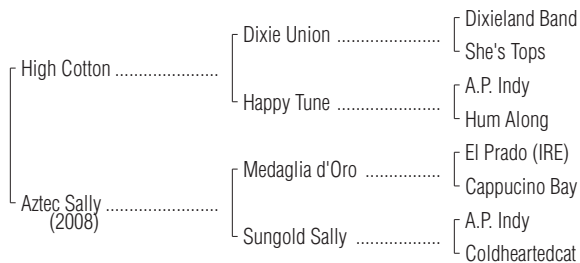 Dixieland Band
Dixie Union ......................
She's Tops
High Cotton ......................
A.P. Indy
Happy Tune ......................
Hum Along
El Prado (IRE)
Medaglia d'Oro ................
Cappucino Bay
Aztec Sally ........................
(2008)
A.P. Indy
Sungold Sally ..................
Coldheartedcat